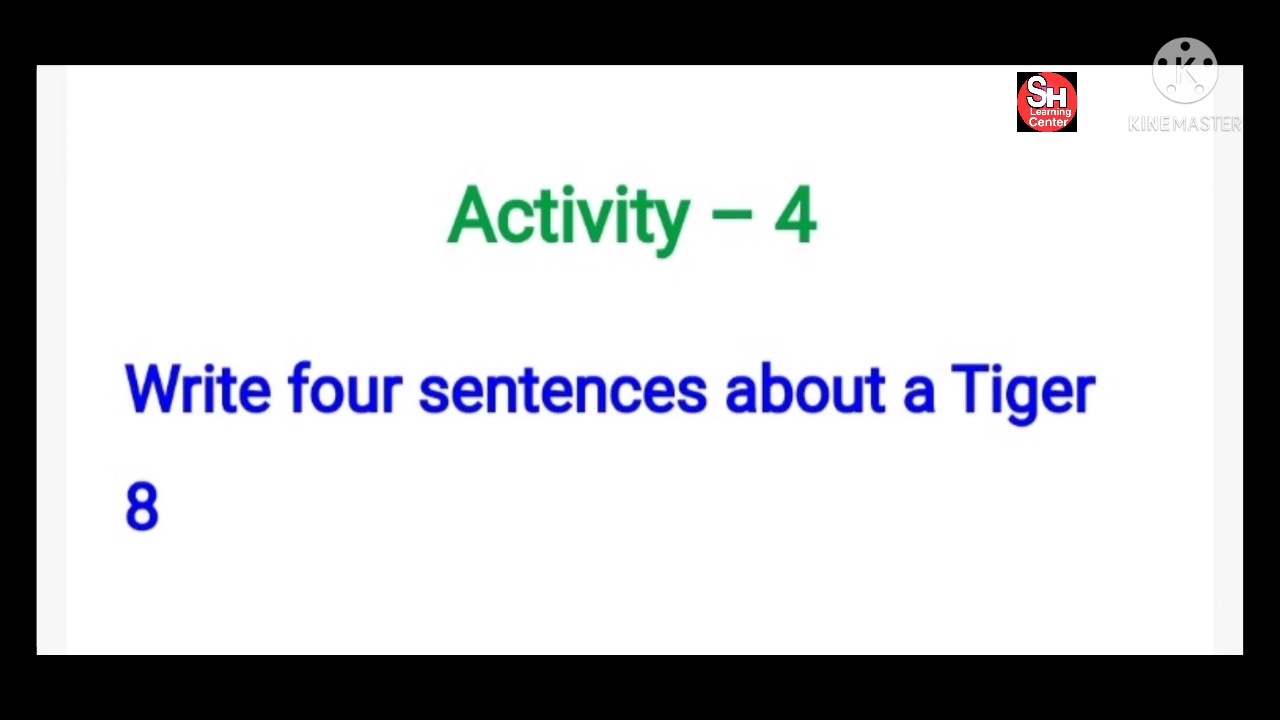 SH
Learning
Center
K
KINEMASTER
Activity – 4
Write four sentences about a Tiger
8